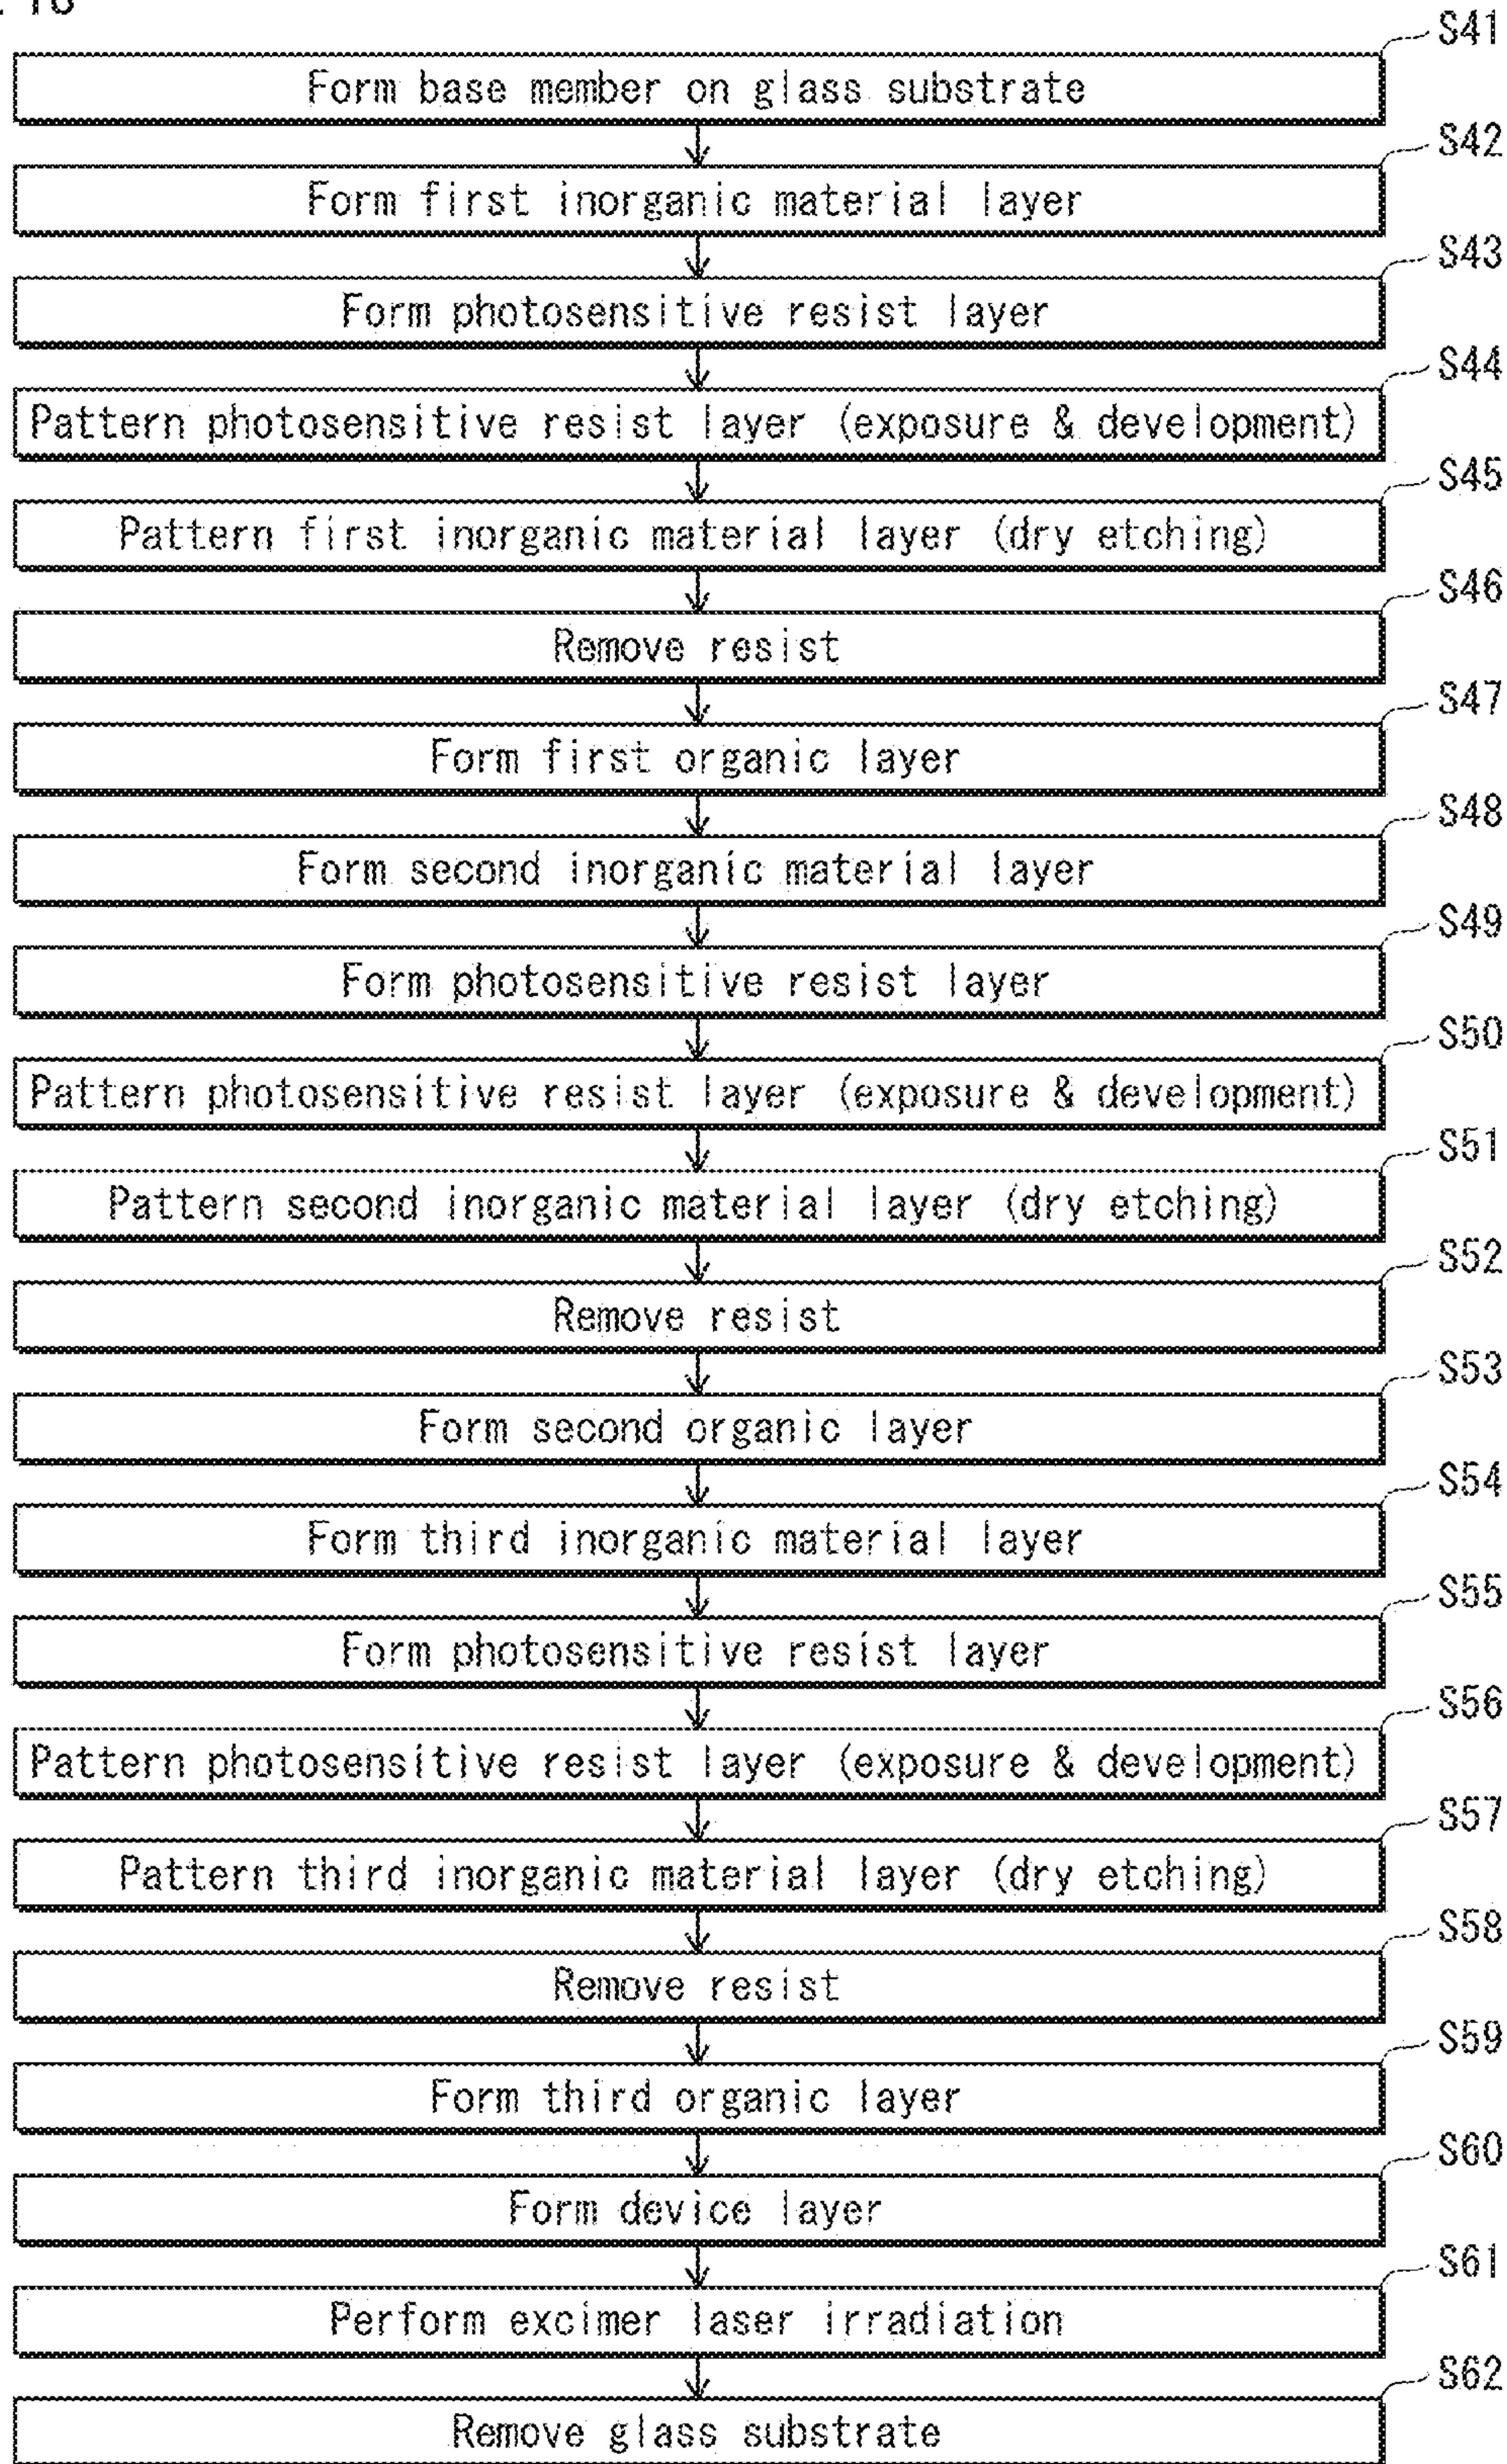 18
S41
Form base member on glass substrate
S42
Form first inorganic material layer
S43
Form photosensitive resist layer
S44
Pattern photosensitive resist layer (exposure & development)
S45
Pattern first inorganic material layer (dry etching)
S46
Remove resist
S47
Form first organic layer
S48
Form second inorganic material layer
S49
Form photosensitive resist layer
S50
Pattern photosensitive resist layer (exposure & development)
S51
Pattern second inorganic material layer (dry etching)
S52
Remove resist
S53
Form second organic layer
S54
Form third inorganic material layer
S55
Form photosensitive resist layer
S56
Pattern photosensitive resist layer (exposure & development)
S57
Pattern third inorganic material layer (dry etching)
S58
Remove resist
S59
Form third organic layer
S60
Form device layer
S61
Perform excimer laser irradiation
S62
Remove glass substrate